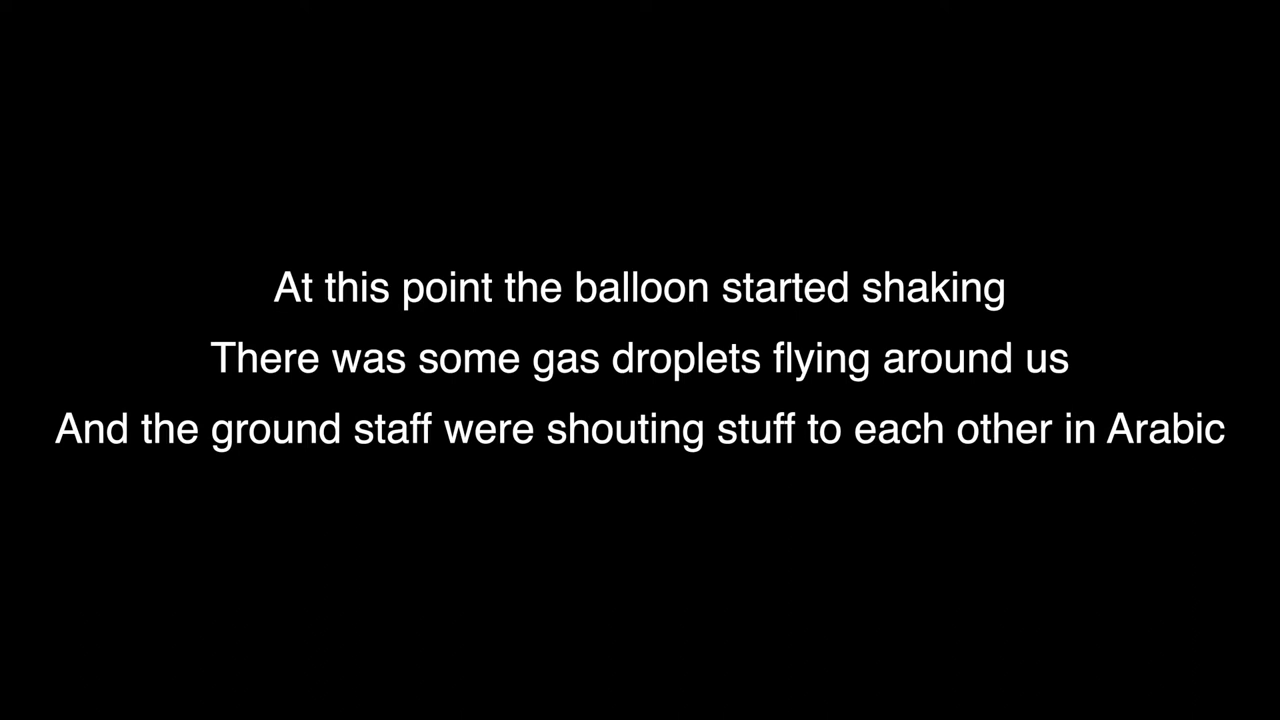 At this point the balloon started shaking
There was some gas droplets flying around us
And the ground staff were shouting stuff to each other in Arabic